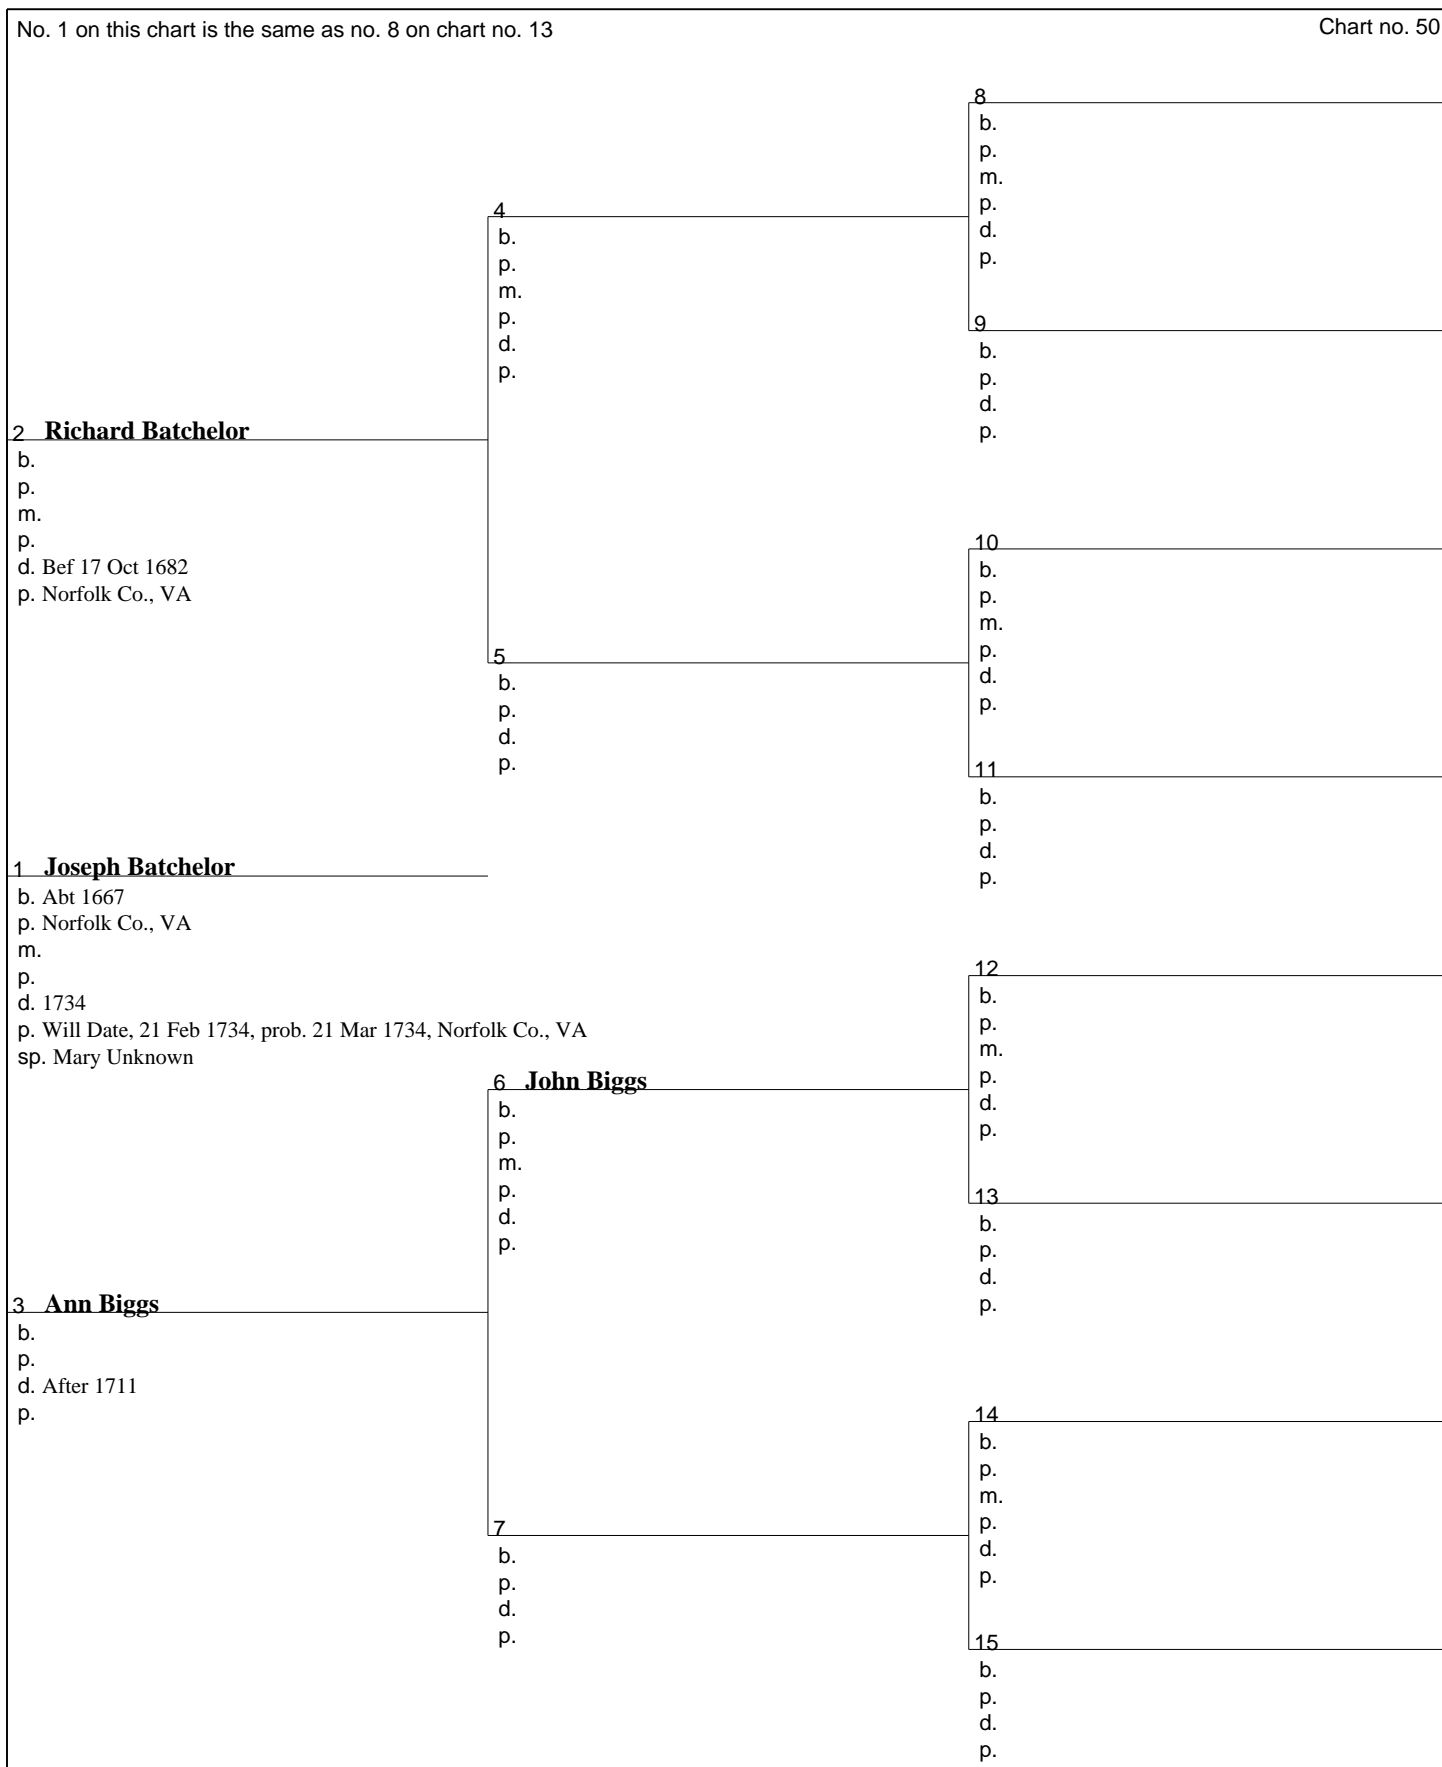 No. 1 on this chart is the same as no. 8 on chart no. 13
Chart no. 50
8
b.
p.
m.
p.
d.
p.
4
b.
p.
m.
p.
d.
p.
9
b.
p.
d.
p.
2 Richard Batchelor
b.
p.
m.
p.
d. Bef 17 Oct 1682
p. Norfolk Co., VA
10
b.
p.
m.
p.
d.
p.
5
b.
p.
d.
p.
11
b.
p.
d.
p.
1 Joseph Batchelor
b. Abt 1667
p. Norfolk Co., VA
m.
p.
d. 1734
p. Will Date, 21 Feb 1734, prob. 21 Mar 1734, Norfolk Co., VA
sp. Mary Unknown
12
b.
p.
m.
p.
d.
p.
6 John Biggs
b.
p.
m.
p.
d.
p.
13
b.
p.
d.
p.
3 Ann Biggs
b.
p.
d. After 1711
p.
14
b.
p.
m.
p.
d.
p.
7
b.
p.
d.
p.
15
b.
p.
d.
p.